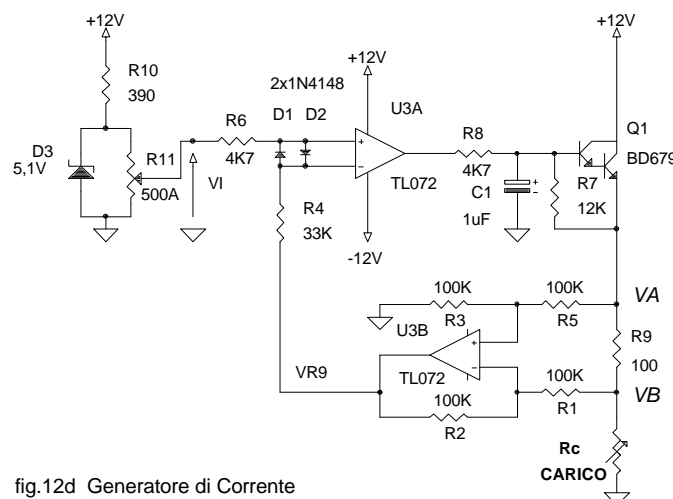 +12V
+12V
R10
390
2x1N4148
+12V
D1
D2
U3A
R6
R8
Q1
D3
5,1V
R11
4K7
+
-
BD679
VI
500A
TL072
4K7
+
-
R7
C1
R4
1uF
12K
33K
-12V
100K
100K
VA
R3
R5
U3B
R9
+
100
VR9
TL072
-
100K
VB
100K
R1
R2
Rc
CARICO
fig.12d Generatore di Corrente